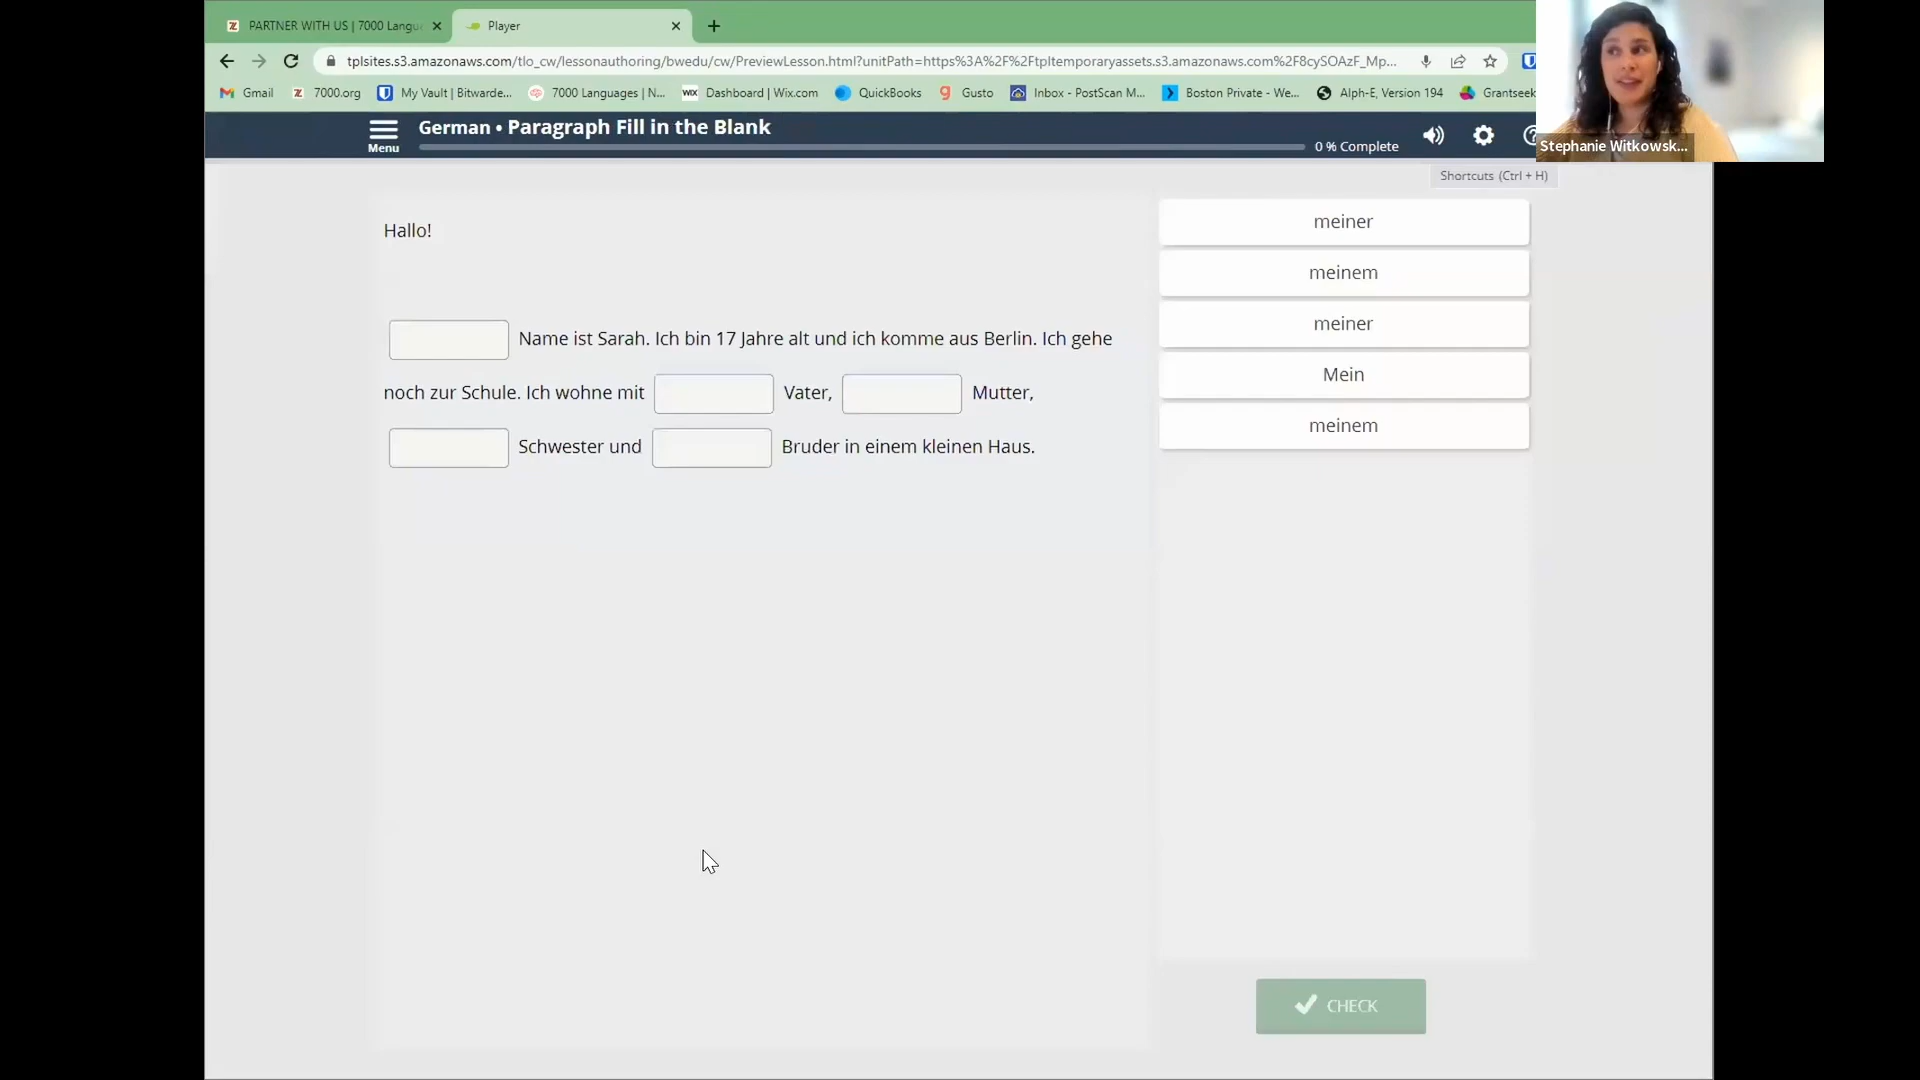 PARTNER WITH US | 7000 Langu
Player
tplsites.s3.amazonaws.com/tlo_cw/lessonauthoring/bwedu/cw/PreviewLesson.html?unitPath=https%3A%2F%2Ftpltemporaryassets.s3.amazonaws.com%2F8cySOAzF_Mp...
Gmail 7000.org My Vault | Bitwarde... 7000 Languages | N... WIX Dashboard | Wix.com QuickBooks Gusto Inbox - PostScan M... Boston Private - We... Alph-E, Version 194 Grantseek
Menu
German • Paragraph Fill in the Blank
0 % Complete
Stephanie Witkowsk...
Shortcuts (Ctrl + H)
Hallo!
Name ist Sarah. Ich bin 17 Jahre alt und ich komme aus Berlin. Ich gehe
noch zur Schule. Ich wohne mit Vater, Mutter,
Schwester und Bruder in einem kleinen Haus.
meiner
meinem
meiner
Mein
meinem
CHECK